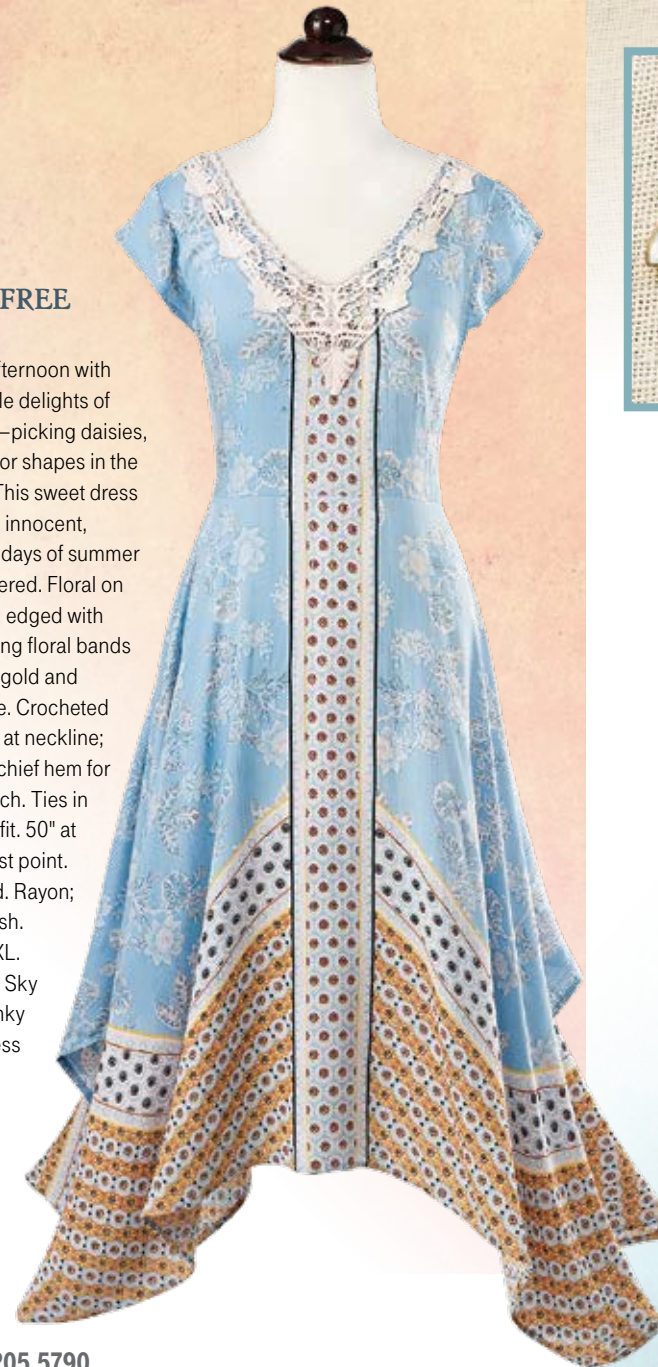 FREE
ternoon with
le delights of
–picking daisies,
or shapes in the
This sweet dress
innocent,
days of summer
ered. Floral on
edged with
ng floral bands
gold and
e. Crocheted
at neckline;
chief hem for
ch. Ties in
fit. 50" at
st point.
d. Rayon;
sh.
XL.
Sky
nky
ess
205.5790